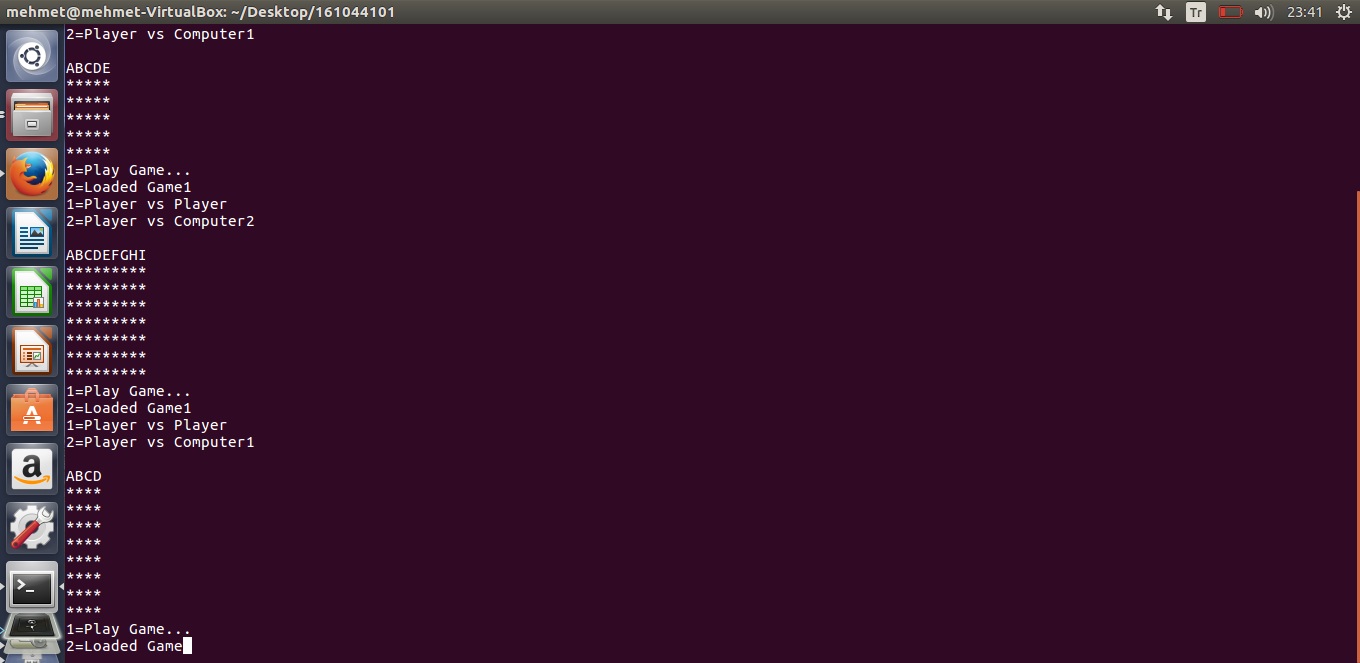 mehmet@mehmet-VirtualBox: ~/Desktop/161044101
Tr
23:41
2=Player vs Computer1
ABCDE
*****
*****
*****
*****
*****
1=Play Game...
2=Loaded Game1
1=Player vs Player
2=Player vs Computer2
ABCDEFGHI
*********
*********
*********
*********
*********
*********
*********
1=Play Game...
2=Loaded Game1
1=Player vs Player
2=Player vs Computer1
ABCD
****
****
****
****
****
****
****
****
1=Play Game...
2=Loaded Game